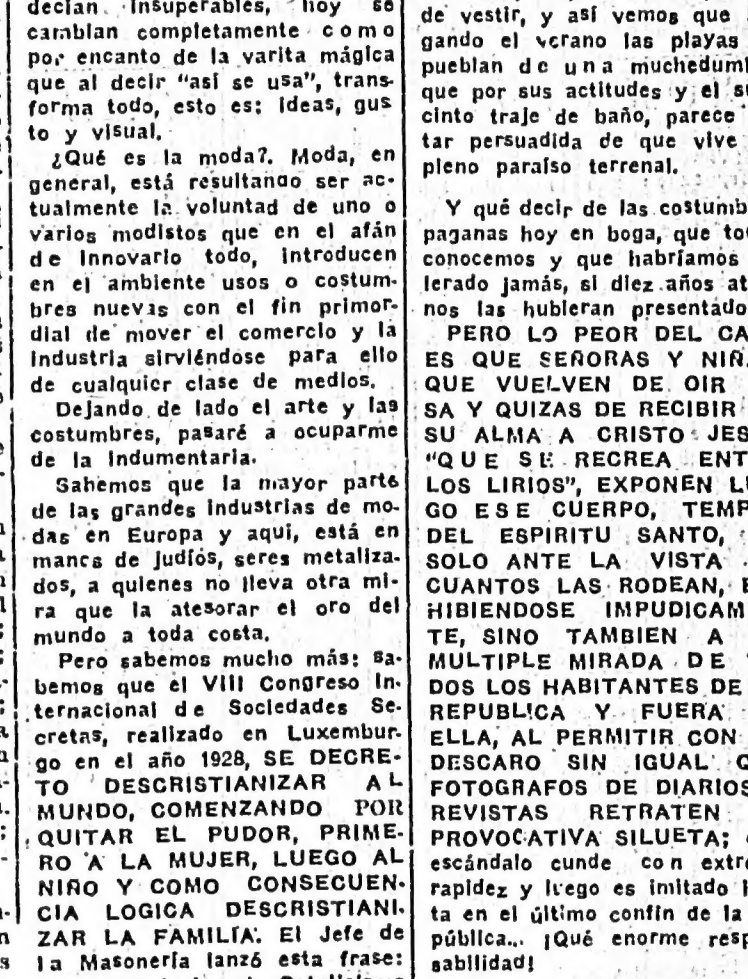 decían insuperables, hoy se
cambian completamente como
por encanto de la varita mágica
que al decir “así se usa”, trans-
forma todo, esto es: ideas, gus
to y visual.
¿Qué es la moda?. Moda, en
general, está resultando ser ac-
tualmente la voluntad de uno o
varios modistos que en el afán
de innovarlo todo, introducen
en el ambiente usos o costum-
bres nuevas con el fin primor-
dial de mover el comercio y la
industria sirviéndose para ello
de cualquier clase de medios.
Dejando de lado el arte y las
costumbres, pasaré a ocuparme
de la indumentaria.
Sabemos que la mayor parte
de las grandes industrias de mo-
das en Europa y aquí, está en
manos de judíos, seres metaliza-
dos, a quienes no lleva otra mi-
ra que la atesorar el oro del
mundo a toda costa.
Pero sabemos mucho más: sa-
bemos que el VIII Congreso In-
ternacional de Sociedades Se-
cretas, realizado en Luxembur-
go en el año 1928, SE DECRE-
TO DESCRISTIANIZAR AL
MUNDO, COMENZANDO POR
QUITAR EL PUDOR, PRIME-
RO A LA MUJER, LUEGO AL
NIÑO Y COMO CONSECUEN-
CIA LOGICA DESCRISTIANI-
ZAR LA FAMILIA. El Jefe de
la Masonería lanzó esta frase:
de vestir, y así vemos que
gando el verano las playas
pueblan de una muchedumb
que por sus actitudes y el su
cinto traje de baño, parece
tar persuadida de que vive
pleno paraíso terrenal.
Y qué decir de las costumb
paganas hoy en boga, que to
conocemos y que habríamos
lerado jamás, si diez años at
nos las hubieran presentado
PERO LO PEOR DEL CA
ES QUE SEÑORAS Y NIÑ
QUE VUELVEN DE OIR
SA Y QUIZAS DE RECIBIR
SU ALMA A CRISTO JES
“QUE SE RECREA ENT
LOS LIRIOS”, EXPONEN LU
GO ESE CUERPO, TEMP
DEL ESPIRITU SANTO,
SOLO ANTE LA VISTA
CUANTOS LAS RODEAN, E
HIBIENDOSE IMPUDICAM
TE, SINO TAMBIEN A
MULTIPLE MIRADA DE T
DOS LOS HABITANTES DE
REPUBLICA Y FUERA
ELLA, AL PERMITIR CON
DESCARO SIN IGUAL Q
FOTOGRAFOS DE DIARIOS
REVISTAS RETRATEN
PROVOCATIVA SILUETA;
escándalo cunde con extre
rapidez y luego es imitado h
ta en el último confín de la
pública... ¡Qué enorme resp
sabilidad!